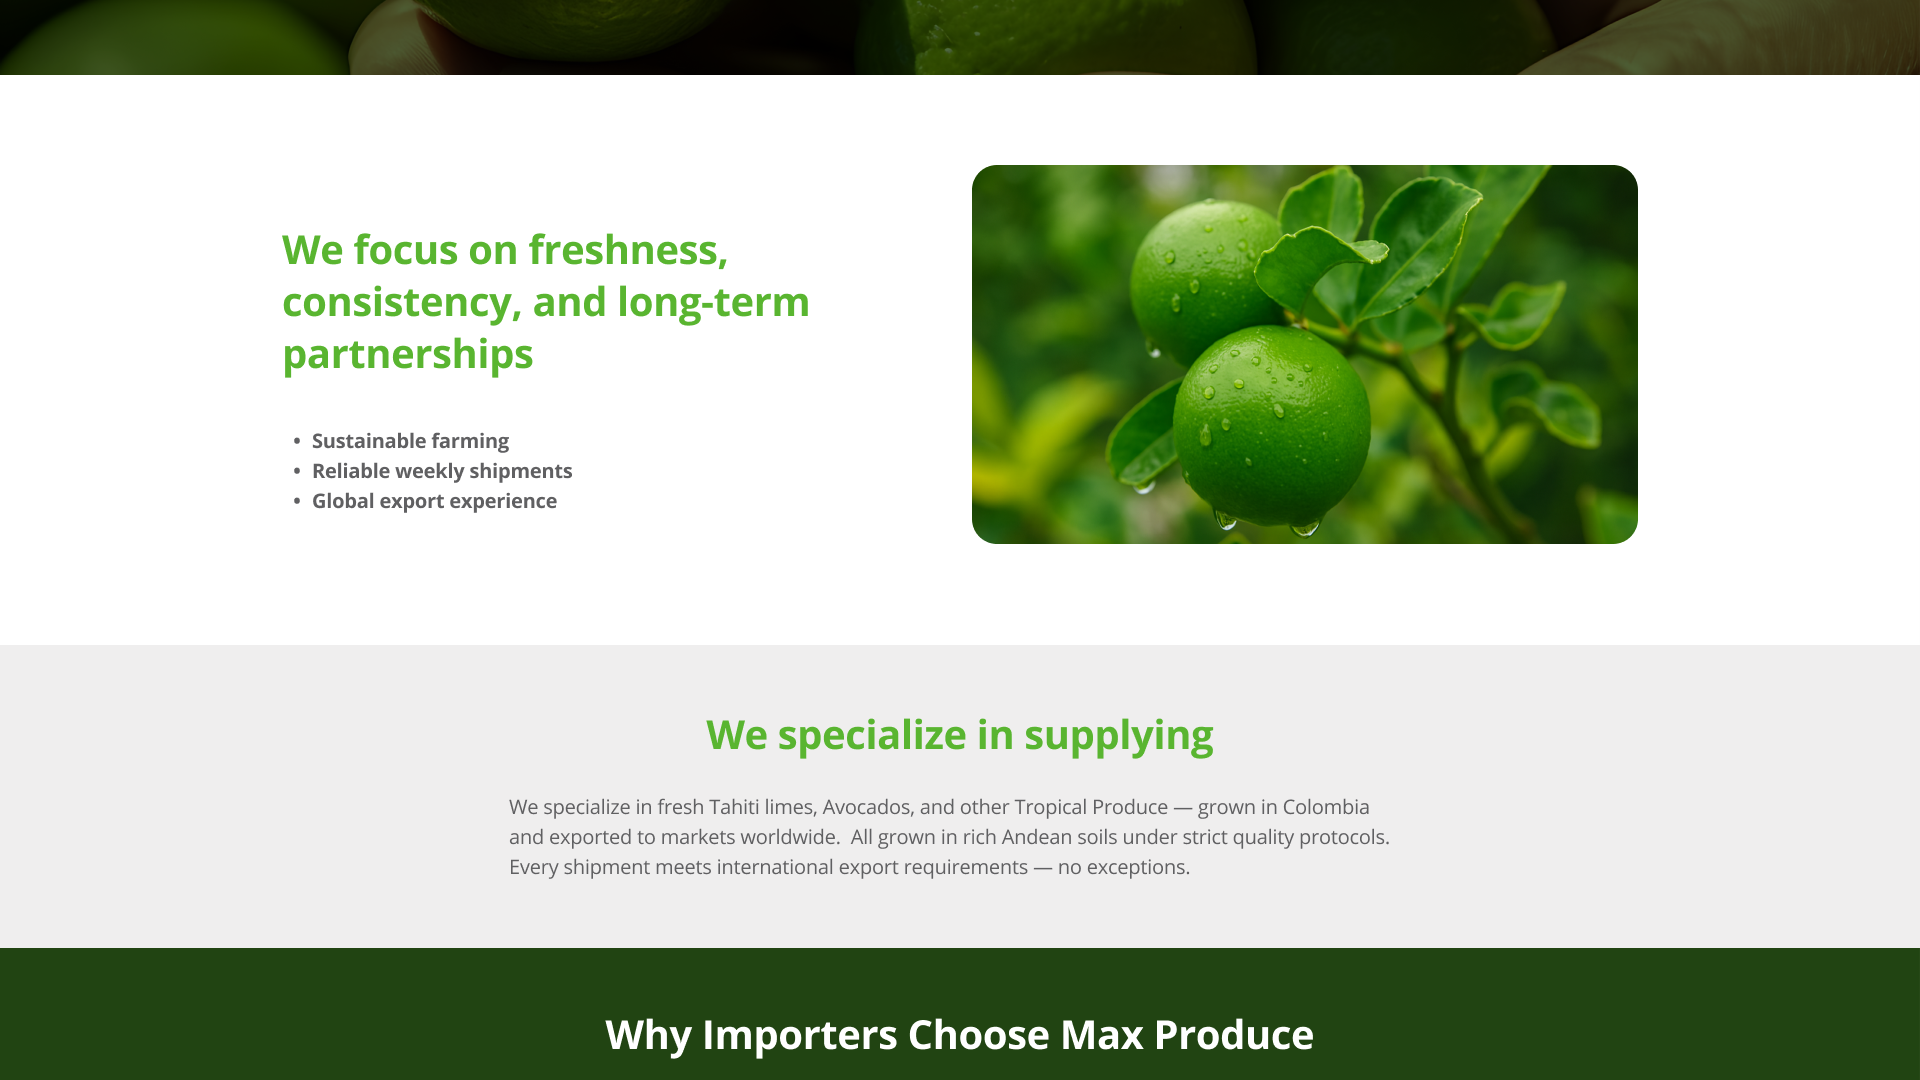 We focus on freshness,
consistency, and long-term
partnerships
• Sustainable farming
• Reliable weekly shipments
• Global export experience
We specialize in supplying
We specialize in fresh Tahiti limes, Avocados, and other Tropical Produce — grown in Colombia
and exported to markets worldwide.  All grown in rich Andean soils under strict quality protocols.
Every shipment meets international export requirements — no exceptions.
Why Importers Choose Max Produce